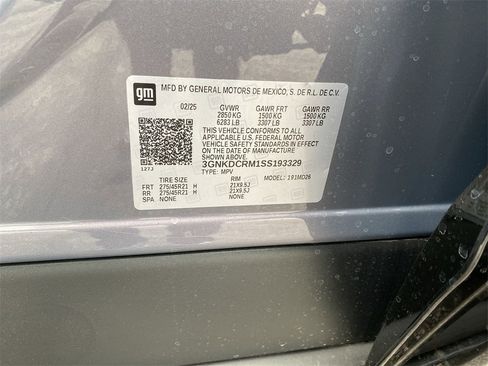 gm
MFD BY GENERAL MOTORS DE MEXICO, S. DE R.L. DE C.V.
02/25 GVWR GAWR FRT GAWR RR
2850 KG 1500 KG 1500 KG
6283 LB 3307 LB 3307 LB
THIS VEHICLE CONFORMS TO ALL
APPLICABLE U.S. FEDERAL MOTOR
VEHICLE SAFETY STANDARDS IN EFFECT
ON THE DATE OF MANUFACTURE SHOWN ABOVE.
3GNKDCRM1SS193329
127J TYPE: MPV MODEL: 191MD26
TIRE SIZE RIM
FRT 275/45R21 H 21X9.5J
RR 275/45R21 H 21X9.5J
SPA NONE NONE